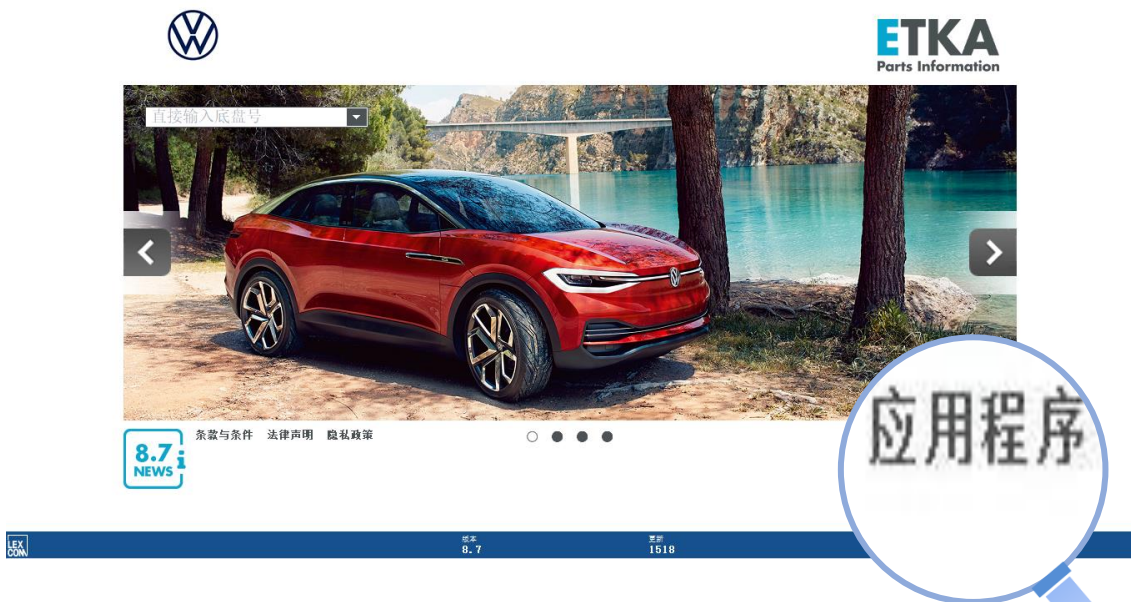 ETKA
Parts Information
直接输入底盘号
条款与条件 法律声明 隐私政策
8.7 i
NEWS
应用程序
LEX
COM
版本
8.7
更新
1518